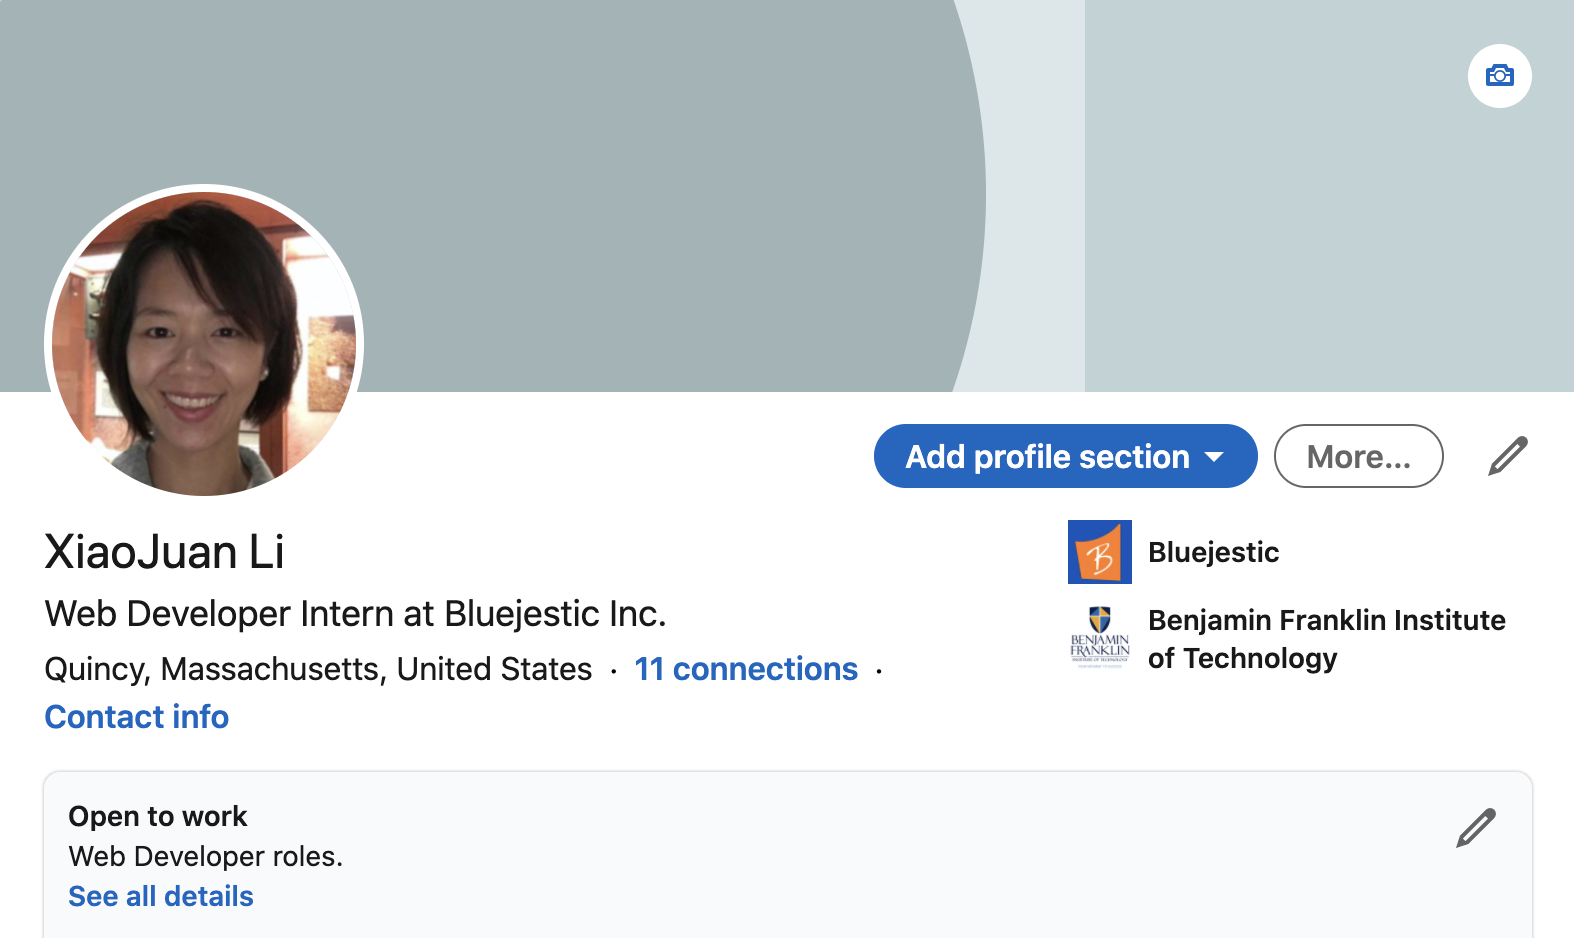 Add profile section
More...
XiaoJuan Li
Web Developer Intern at Bluejestic Inc.
Quincy, Massachusetts, United States · 11 connections ·
Contact info
B
Bluejestic
BENJAMIN
FRANKLIN
Benjamin Franklin Institute
of Technology
Open to work
Web Developer roles.
See all details